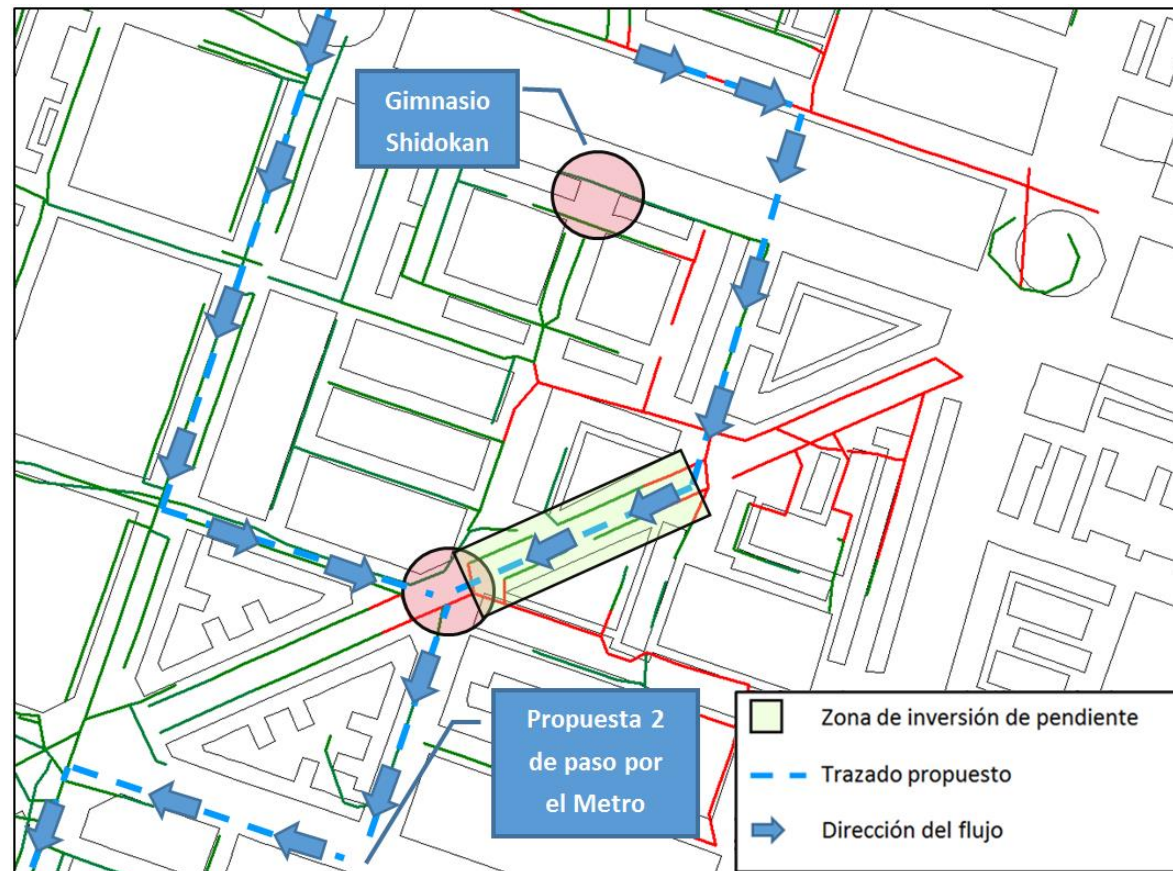 Gimnasio
Shidokan
Propuesta 2
de paso por
el Metro
Zona de inversión de pendiente
Trazado propuesto
Dirección del flujo